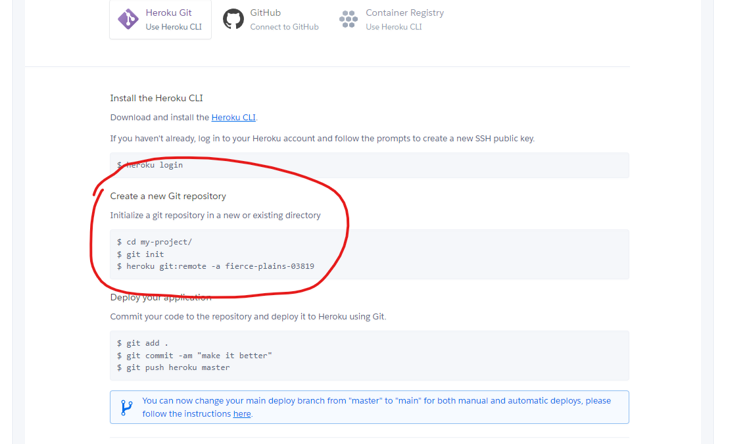 Heroku Git
Use Heroku CLI
GitHub
Connect to GitHub
Container Registry
Use Heroku CLI
Install the Heroku CLI
Download and install the Heroku CLI.
If you haven't already, log in to your Heroku account and follow the prompts to create a new SSH public key.
$ heroku login
Create a new Git repository
Initialize a git repository in a new or existing directory
$ cd my-project/
$ git init
$ heroku git:remote -a fierce-plains-03819
Deploy your application
Commit your code to the repository and deploy it to Heroku using Git.
$ git add .
$ git commit -am "make it better"
$ git push heroku master
You can now change your main deploy branch from "master" to "main" for both manual and automatic deploys, please
follow the instructions here.